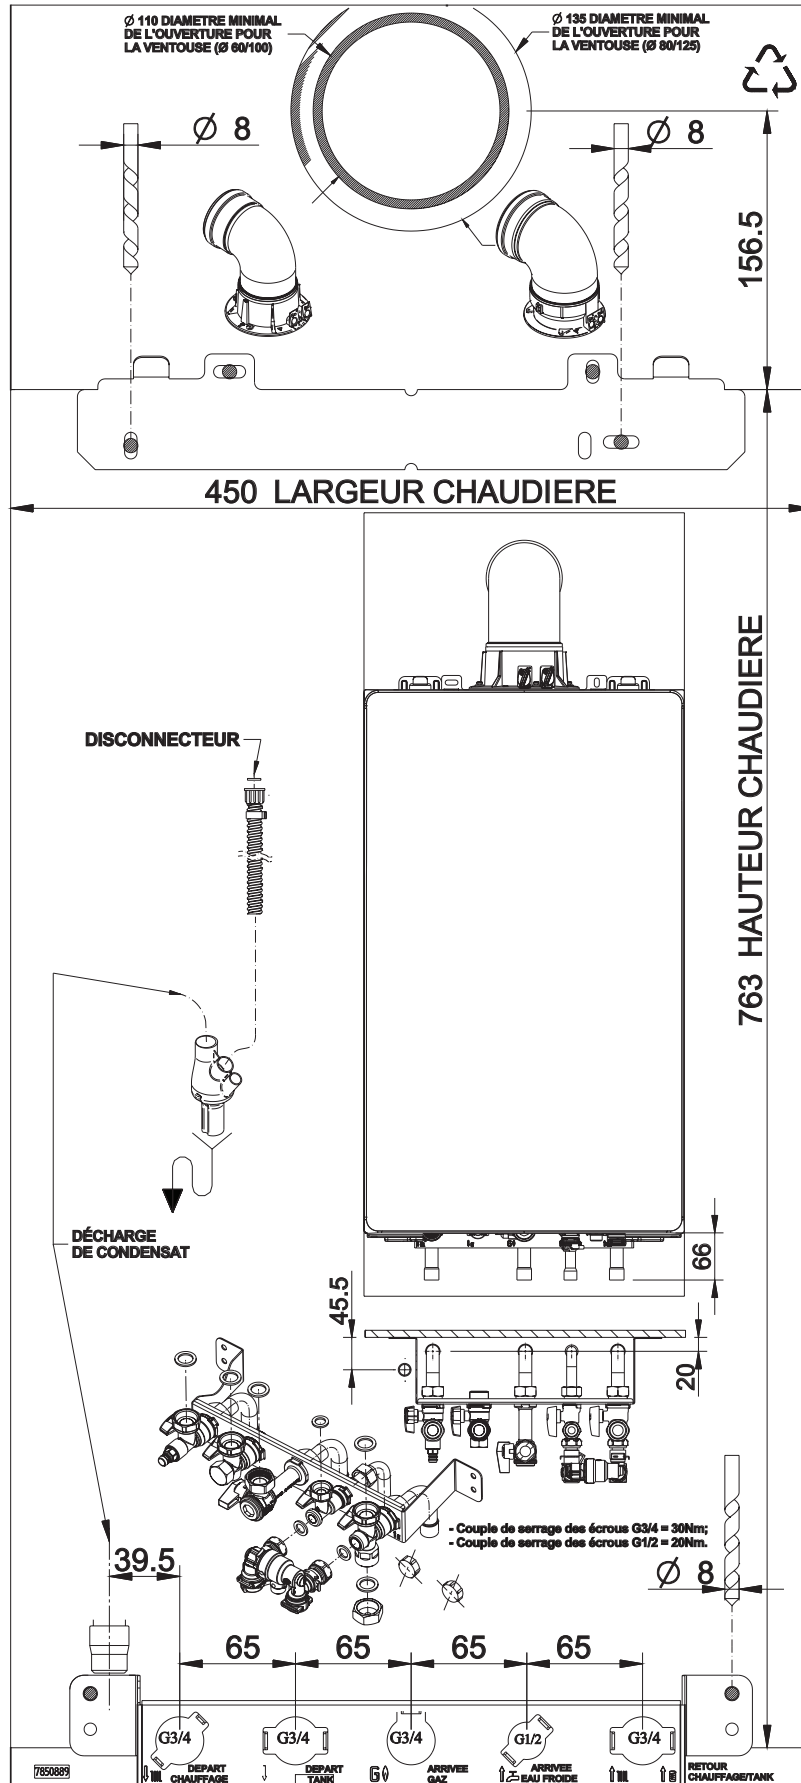 Ø 110 DIAMETRE MINIMAL
DE L'OUVERTURE POUR
LA VENTOUSE (Ø 60/100)
Ø 135 DIAMETRE MINIMAL
DE L'OUVERTURE POUR
LA VENTOUSE (Ø 80/125)
Ø 8
Ø 8
156.5
450 LARGEUR CHAUDIERE
763 HAUTEUR CHAUDIERE
DISCONNECTEUR
DÉCHARGE
DE CONDENSAT
66
45.5
20
- Couple de serrage des écrous G3/4 = 30Nm;
- Couple de serrage des écrous G1/2 = 20Nm.
39.5
Ø 8
65
65
65
65
G3/4
G3/4
G3/4
G1/2
G3/4
7850889
DEPART
CHAUFFAGE
DEPART
TANK
G
ARRIVEE
GAZ
ARRIVEE
EAU FROIDE
RETOUR
CHAUFFAGE/TANK